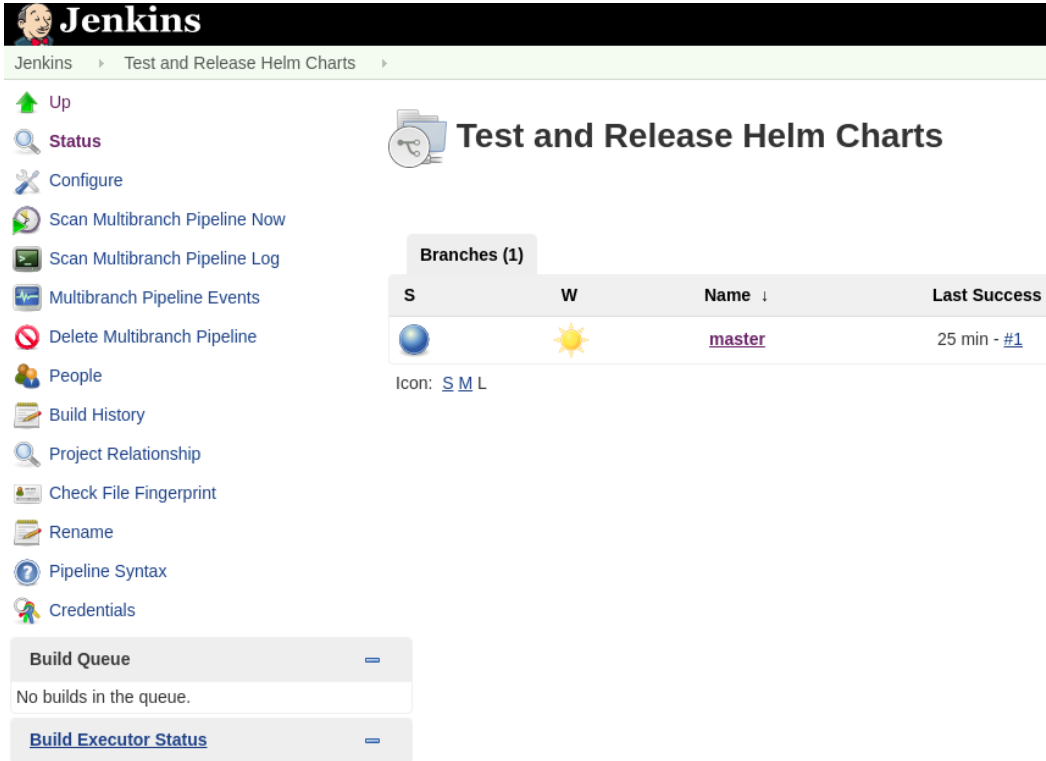 Jenkins
Jenkins Test and Release Helm Charts
Up
Status
Configure
Scan Multibranch Pipeline Now
Scan Multibranch Pipeline Log
Multibranch Pipeline Events
Delete Multibranch Pipeline
People
Build History
Project Relationship
Check File Fingerprint
Rename
Pipeline Syntax
Credentials
Build Queue
No builds in the queue.
Build Executor Status
Test and Release Helm Charts
Branches (1)
S W Name ↓ Last Success
master 25 min - #1
Icon: S M L